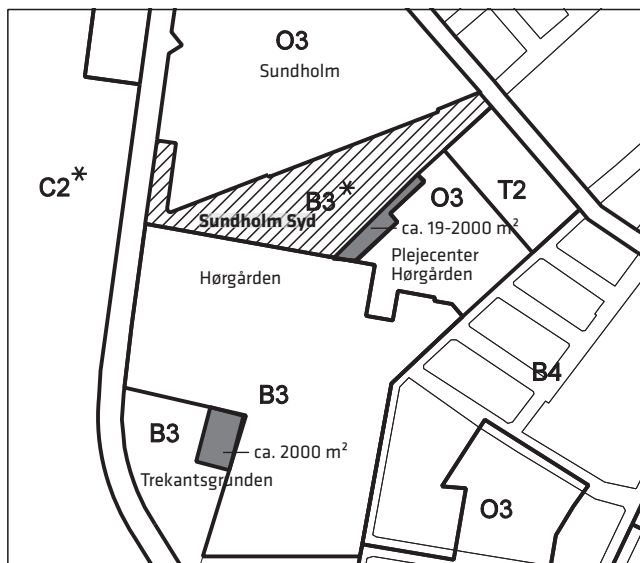 O3
Sundholm
C2*
B3*
O3
T2
Sundholm Syd
ca. 19-2000 m²
Plejecenter
Hørgården
Hørgården
B4
B3
B3
ca. 2000 m²
Trekantsgrunden
O3